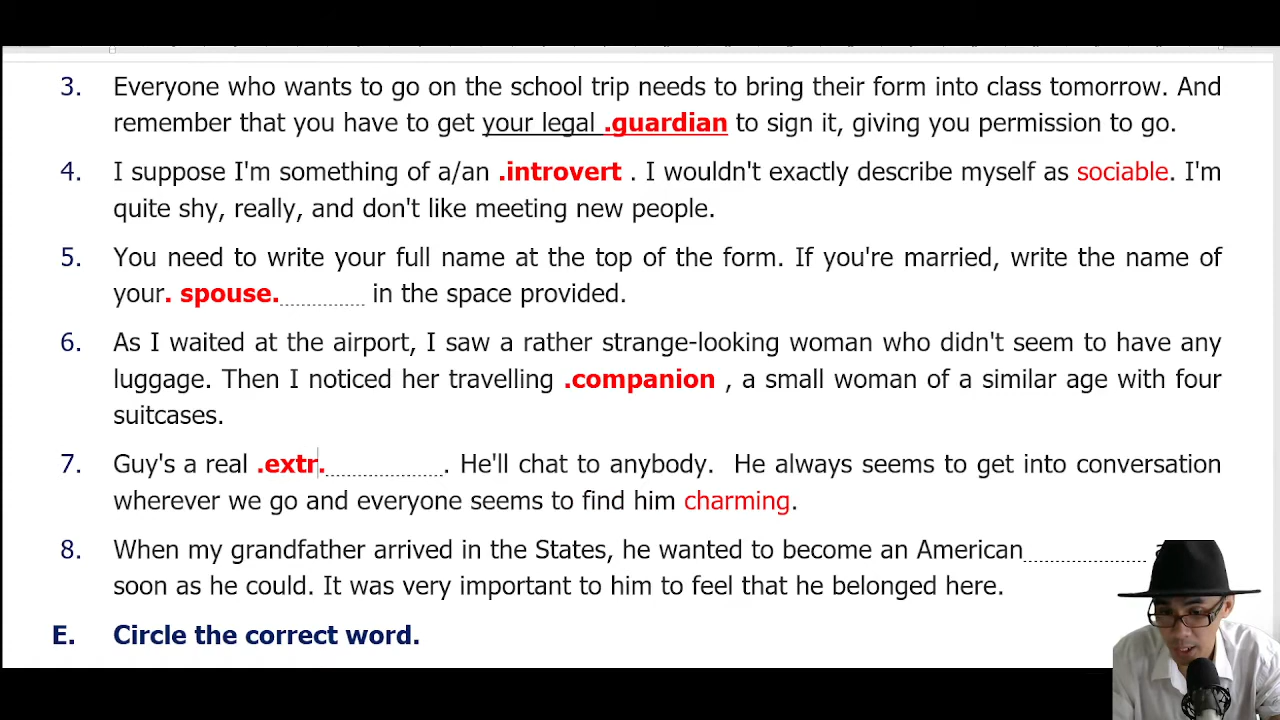 3. Everyone who wants to go on the school trip needs to bring their form into class tomorrow. And
remember that you have to get your legal .guardian to sign it, giving you permission to go.
4. I suppose I'm something of a/an .introvert . I wouldn't exactly describe myself as sociable. I'm
quite shy, really, and don't like meeting new people.
5. You need to write your full name at the top of the form. If you're married, write the name of
your. spouse.............. in the space provided.
6. As I waited at the airport, I saw a rather strange-looking woman who didn't seem to have any
luggage. Then I noticed her travelling .companion , a small woman of a similar age with four
suitcases.
7. Guy's a real .extr..................... He'll chat to anybody. He always seems to get into conversation
wherever we go and everyone seems to find him charming.
8. When my grandfather arrived in the States, he wanted to become an American....................
soon as he could. It was very important to him to feel that he belonged here.
E. Circle the correct word.